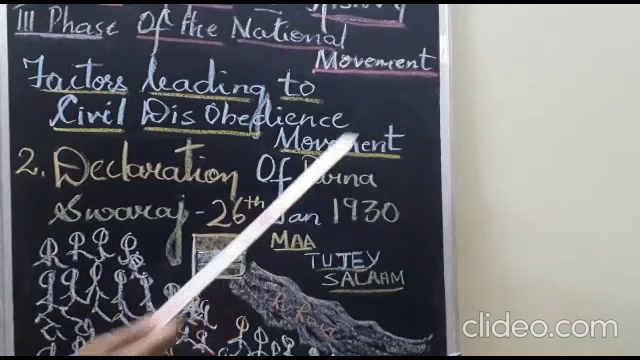 History
III Phase Of the National
Movement
Factors leading to
Civil DisObedience
Movement
2. Declaration Of Purna
Swaraj - 26th Jan 1930
MAA
TUJEY
SALAAM
clideo.com